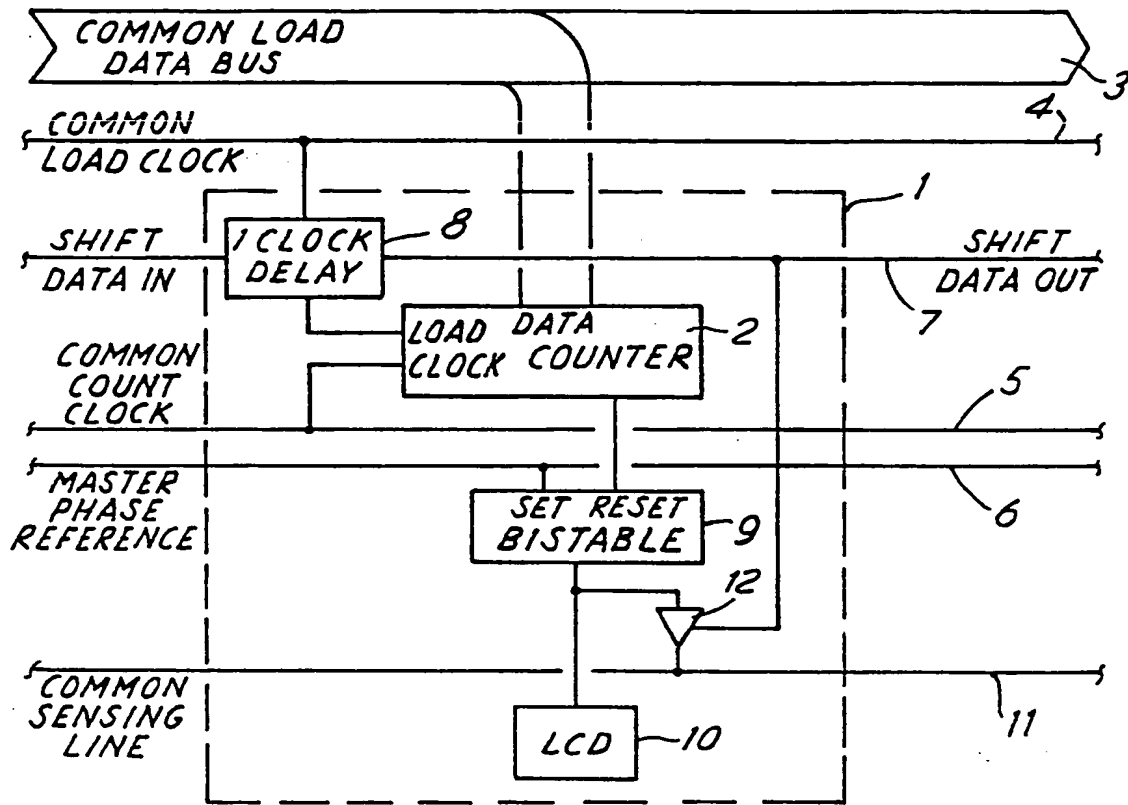 COMMON LOAD
DATA BUS
3
COMMON
4
LOAD CLOCK
1
SHIFT
DATA IN
1 CLOCK
DELAY
8
SHIFT
DATA OUT
7
LOAD DATA
CLOCK COUNTER
2
COMMON
COUNT
CLOCK
5
MASTER
PHASE
REFERENCE
6
SET RESET
BISTABLE
9
12
COMMON
SENSING
LINE
11
LCD
10